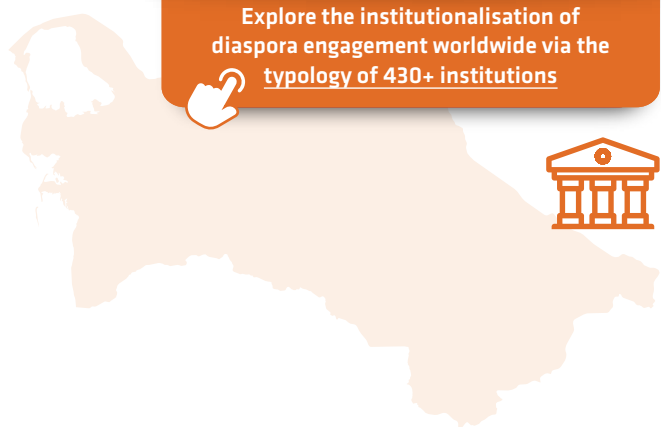 Explore the institutionalisation of
diaspora engagement worldwide via the
typology of 430+ institutions